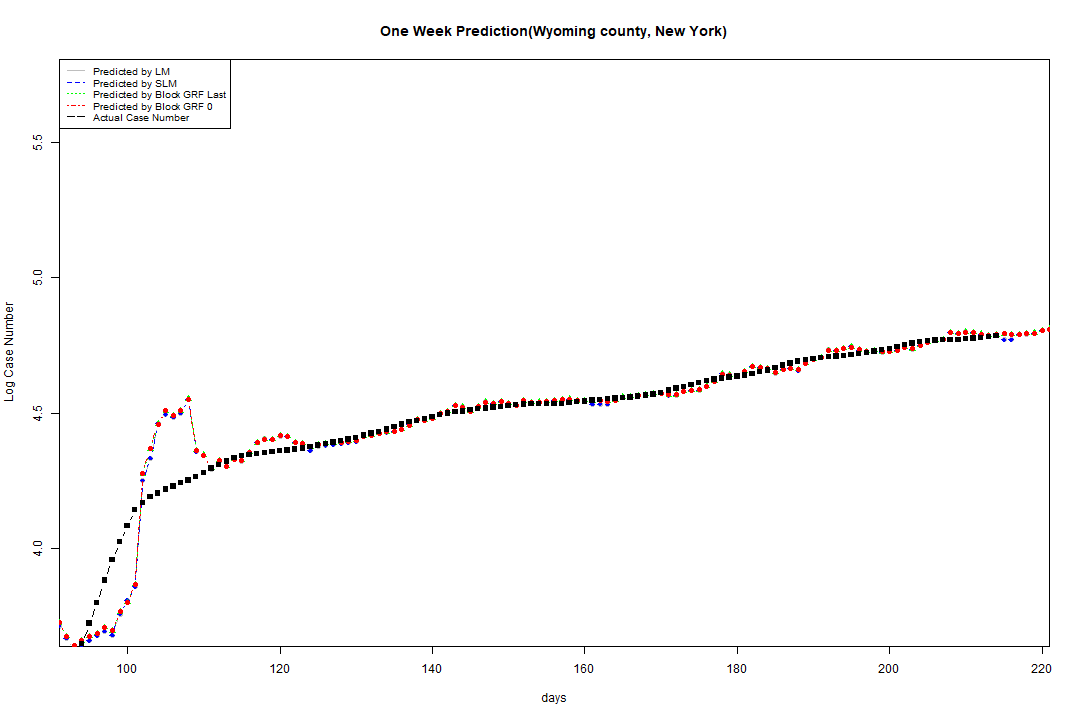 One Week Prediction(Wyoming county, New York)
Predicted by LM
Predicted by SLM
Predicted by Block GRF Last
Predicted by Block GRF 0
Actual Case Number
5.5
5.0
4.5
4.0
Log Case Number
100 120 140 160 180 200 220
days